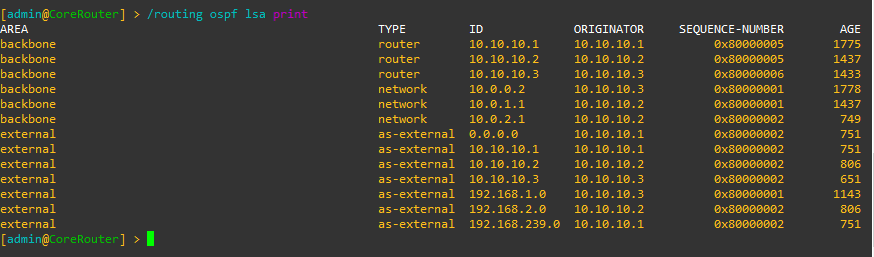 [admin@CoreRouter] > /routing ospf lsa print
AREA TYPE ID ORIGINATOR SEQUENCE-NUMBER AGE
backbone router 10.10.10.1 10.10.10.1 0x80000005 1775
backbone router 10.10.10.2 10.10.10.2 0x80000005 1437
backbone router 10.10.10.3 10.10.10.3 0x80000006 1433
backbone network 10.0.0.2 10.10.10.3 0x80000001 1778
backbone network 10.0.1.1 10.10.10.2 0x80000001 1437
backbone network 10.0.2.1 10.10.10.2 0x80000002 749
external as-external 0.0.0.0 10.10.10.1 0x80000002 751
external as-external 10.10.10.1 10.10.10.1 0x80000002 751
external as-external 10.10.10.2 10.10.10.2 0x80000002 806
external as-external 10.10.10.3 10.10.10.3 0x80000002 651
external as-external 192.168.1.0 10.10.10.3 0x80000001 1143
external as-external 192.168.2.0 10.10.10.2 0x80000002 806
external as-external 192.168.239.0 10.10.10.1 0x80000002 751
[admin@CoreRouter] >